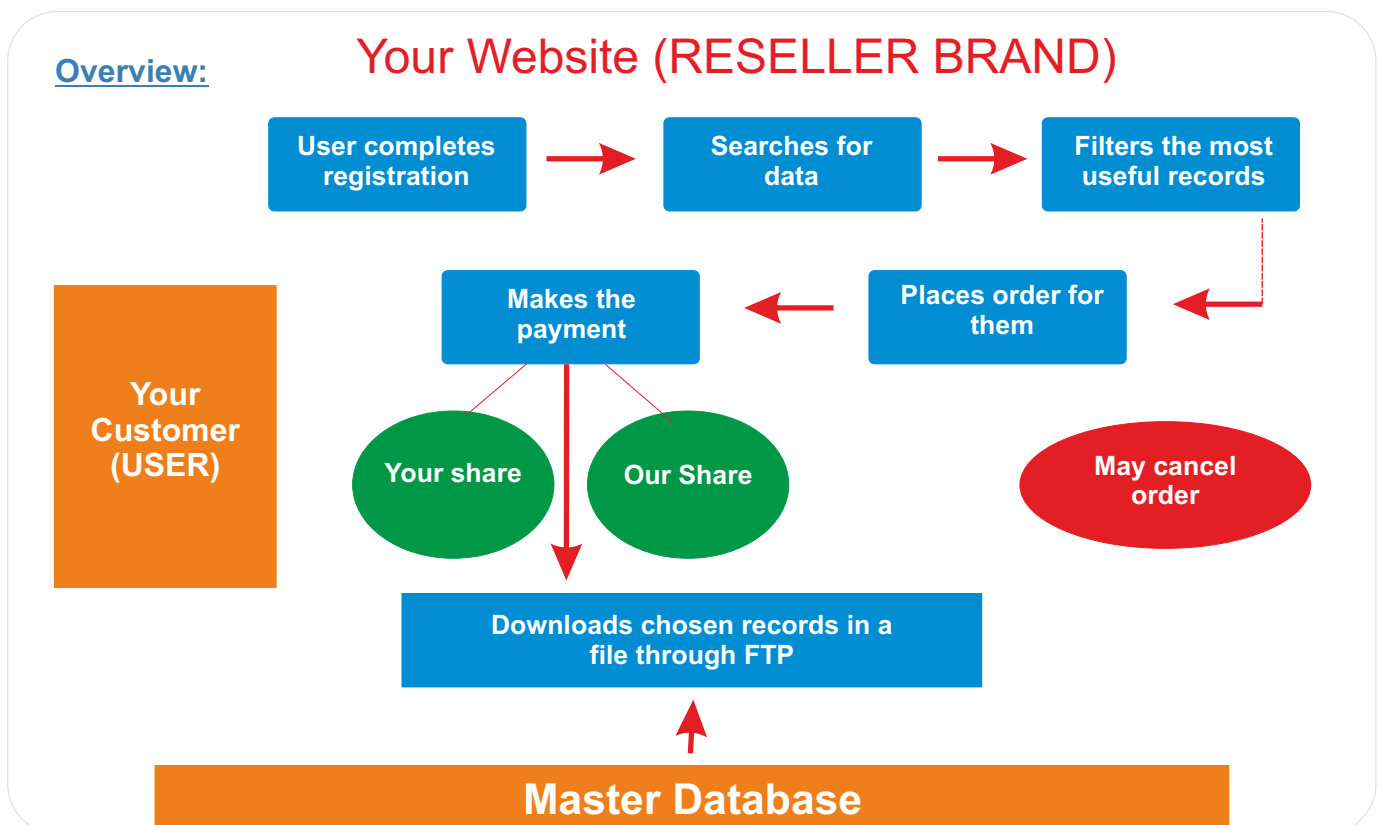 Overview:
Your Website (RESELLER BRAND)
User completes
registration
Searches for
data
Filters the most
useful records
Places order for
them
Makes the
payment
Your
Customer
(USER)
Your share
Our Share
May cancel
order
Downloads chosen records in a
file through FTP
Master Database